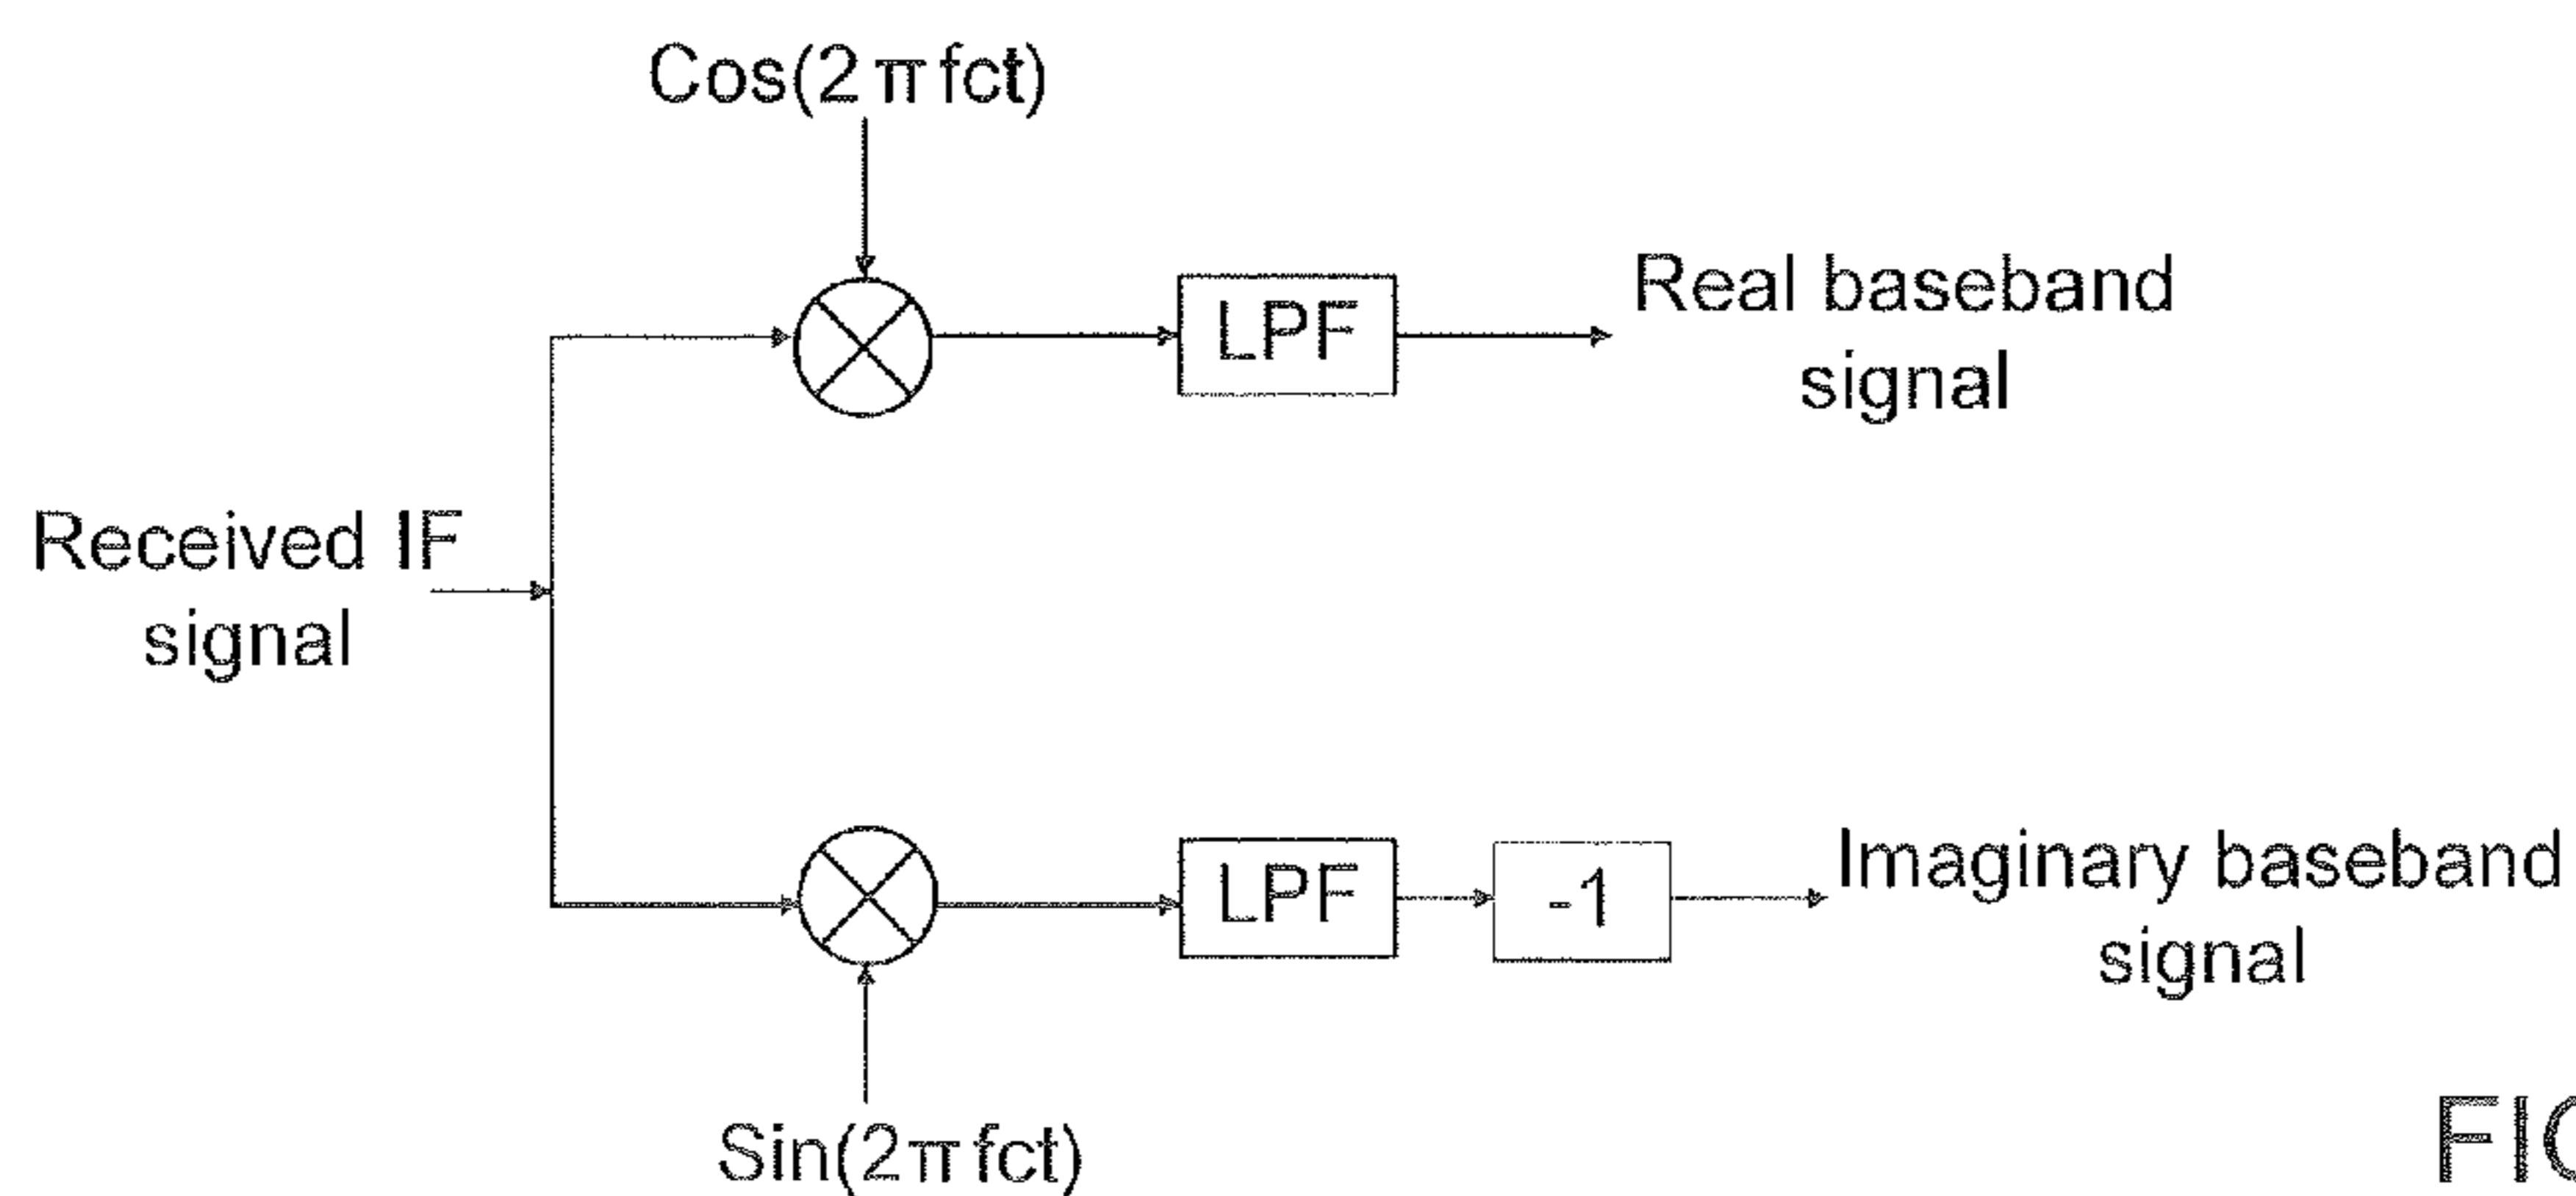 Cos(2πfct)
LPF
Real baseband
signal
Received IF
signal
LPF
-1
Imaginary baseband
signal
Sin(2πfct)